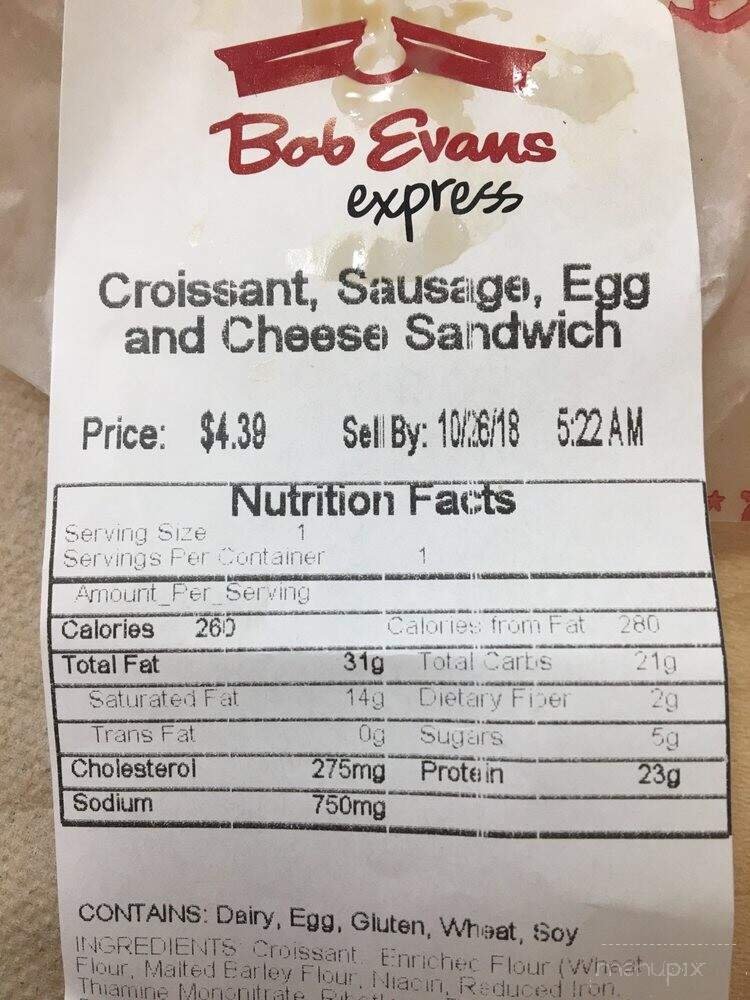 Bob Evans
express
Croissant, Sausage, Egg
and Cheese Sandwich
Price: $4.39 Sell By: 10/26/18 5:22 AM
Nutrition Facts
Serving Size 1
Servings Per Container 1
Amount_Per_Serving
Calories 260 Calories from Fat 280
Total Fat 31g Total Carbs 21g
Saturated Fat 14g Dietary Fiber 2g
Trans Fat 0g Sugars 5g
Cholesterol 275mg Protein 23g
Sodium 750mg
CONTAINS: Dairy, Egg, Gluten, Wheat, Soy
INGREDIENTS: Croissant: Enriched Flour (Wheat
Flour, Malted Barley Flour, Niacin, Reduced Iron,
Thiamine Mononitrate,
menupix